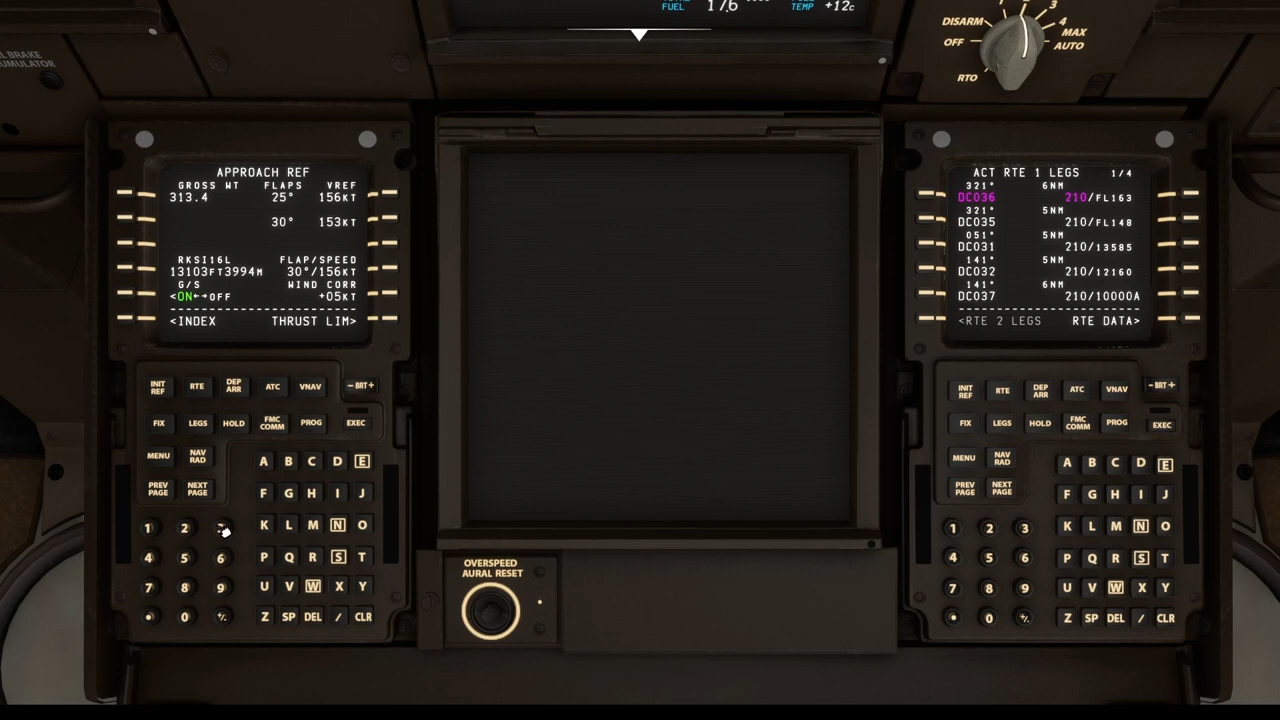 FUEL 17.6 TEMP +12c
DISARM 3
OFF 4
MAX
AUTO
RTO
L BRAKE
UMULATOR
APPROACH REF
GROSS WT FLAPS VREF
313.4 25° 156KT
30° 153KT
RKSI16L FLAP/SPEED
13103FT3994M 30°/156KT
G/S WIND CORR
<ON←→OFF +05KT
<INDEX THRUST LIM>
ACT RTE 1 LEGS 1/4
321° 6NM
DC036 210/FL163
321° 5NM
DC035 210/FL148
051° 5NM
DC031 210/13585
141° 5NM
DC032 210/12160
141° 6NM
DC037 210/10000A
<RTE 2 LEGS RTE DATA>
INIT REF RTE DEP ARR ATC VNAV - BRT +
FIX LEGS HOLD FMC COMM PROG EXEC
MENU NAV RAD
PREV PAGE NEXT PAGE
A B C D E
F G H I J
1 2 K L M N O
4 5 6 P Q R S T
7 8 9 U V W X Y
0 +/- Z SP DEL / CLR
OVERSPEED
AURAL RESET
INIT REF RTE DEP ARR ATC VNAV - BRT +
FIX LEGS HOLD FMC COMM PROG EXEC
MENU NAV RAD
PREV PAGE NEXT PAGE
A B C D E
F G H I J
1 2 3 K L M N O
4 5 6 P Q R S T
7 8 9 U V W X Y
0 +/- Z SP DEL / CLR